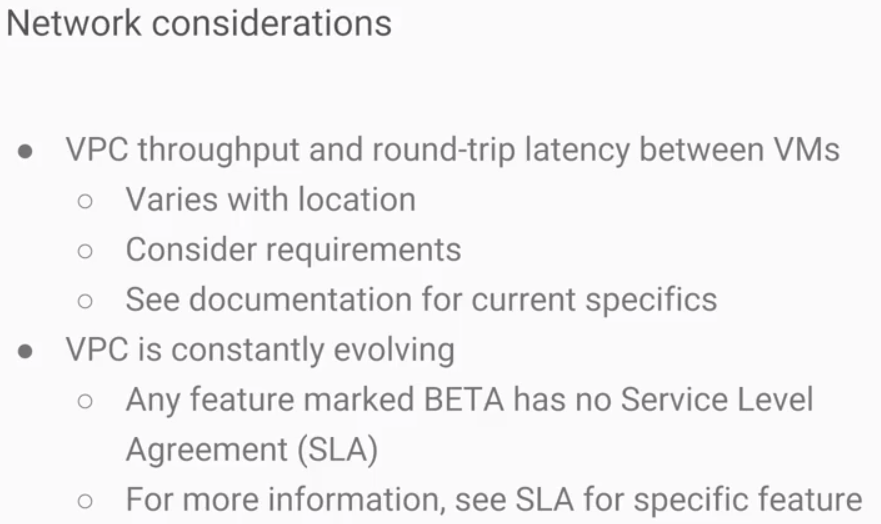 Network considerations
● VPC throughput and round-trip latency between VMs
○ Varies with location
○ Consider requirements
○ See documentation for current specifics
● VPC is constantly evolving
○ Any feature marked BETA has no Service Level
Agreement (SLA)
○ For more information, see SLA for specific feature